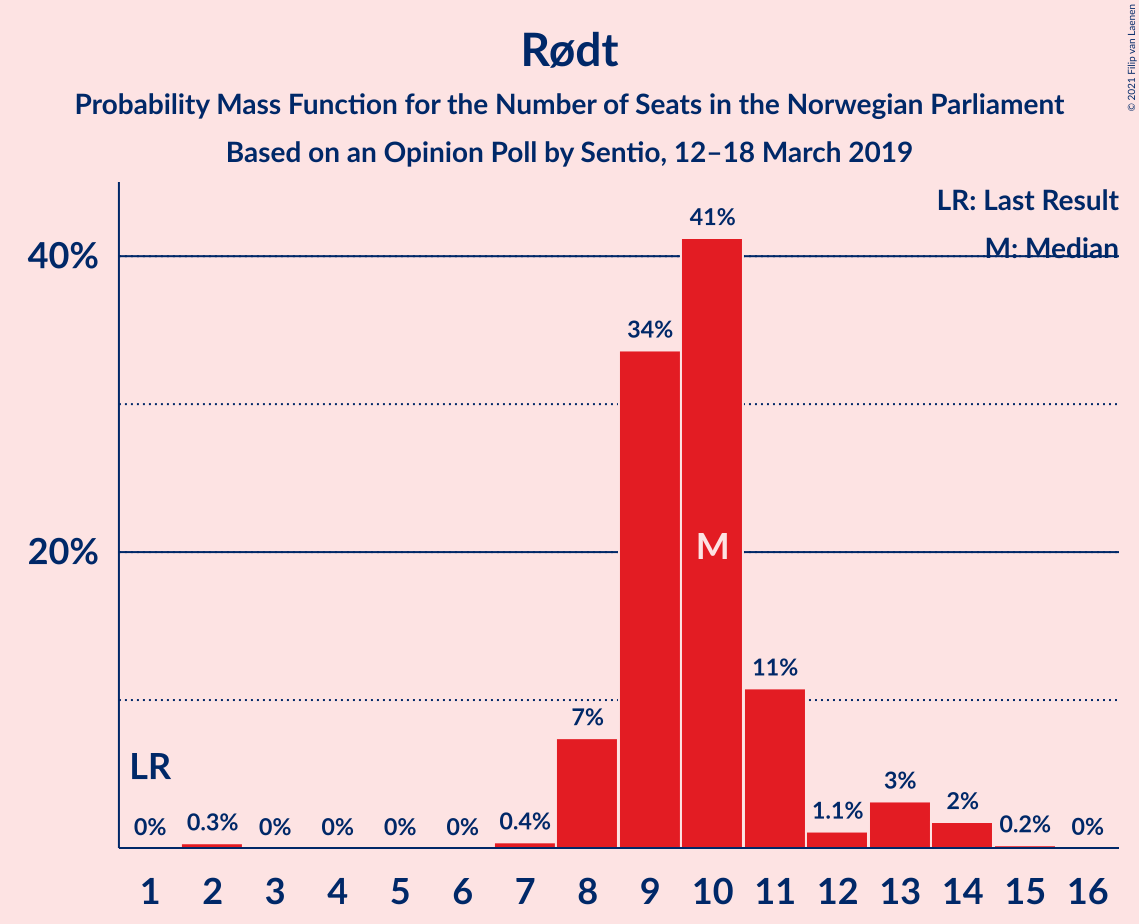 Rødt
Probability Mass Function for the Number of Seats in the Norwegian Parliament
Based on an Opinion Poll by Sentio, 12–18 March 2019
© 2021 Filip van Laenen
LR: Last Result
M: Median
40%
20%
LR
M
0% 0.3% 0% 0% 0% 0% 0.4% 7% 34% 41% 11% 1.1% 3% 2% 0.2% 0%
1 2 3 4 5 6 7 8 9 10 11 12 13 14 15 16